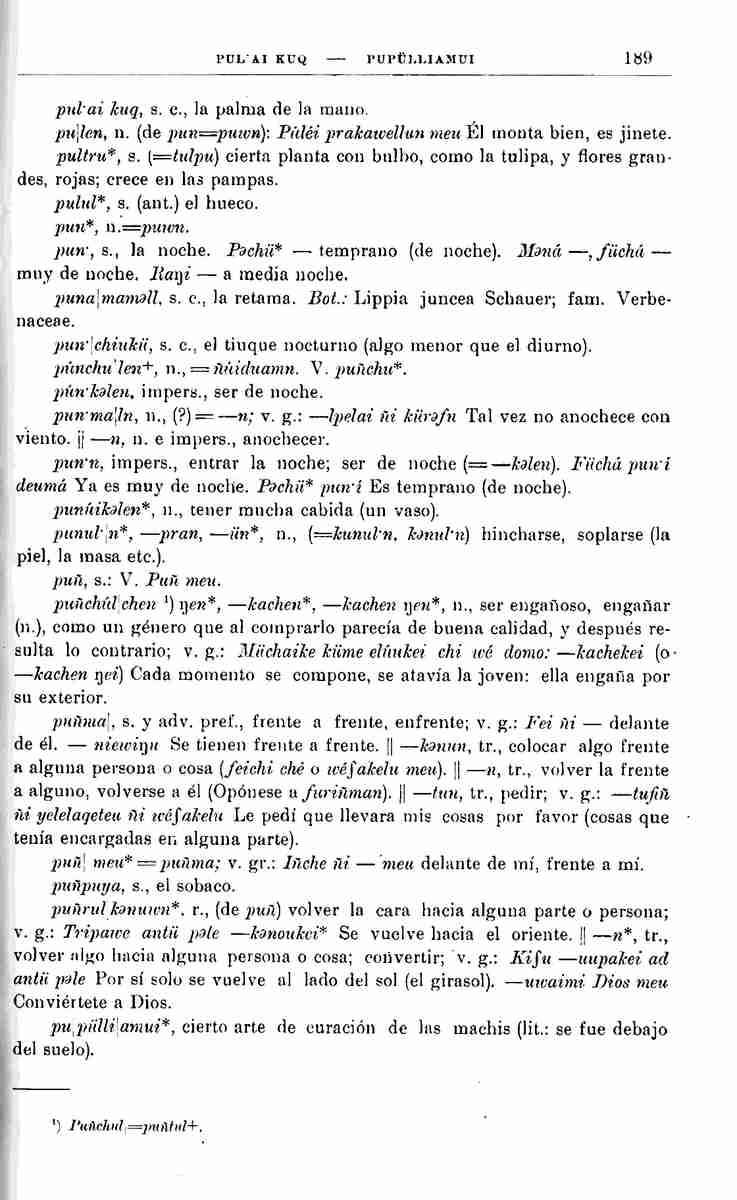 PUL·AI KUQ — PUPÜLLIAMUI 189
pul·ai kuq, s. c., la palma de la mano.
pu|len, n. (de pun=puwn): Púléi prakawellun meu Él monta bien, es jinete.
pultru*, s. (=tulpu) cierta planta con bulbo, como la tulipa, y flores gran-
des, rojas; crece en las pampas.
pulul*, s. (ant.) el hueco.
pun*, n.=puwn.
pun·, s., la noche. Pəchü* — temprano (de noche). Məná —, füchá —
muy de noche. Raŋi — a media noche.
puna|maməll, s. c., la retama. Bot.: Lippia juncea Schauer; fam. Verbe-
naceae.
pun·|chiukü, s. c., el tiuque nocturno (algo menor que el diurno).
púnchu|len+, n., = ñúiduamn. V. puñchu*.
pún·kəlen, impers., ser de noche.
pun·ma|ln, n., (?) = —n; v. g.: —lpelai ñi kürəfn Tal vez no anochece con
viento. || —n, n. e impers., anochecer.
pun·n, impers., entrar la noche; ser de noche (= —kəlen). Füchá pun·i
deumá Ya es muy de noche. Pəchü* pun·i Es temprano (de noche).
punúikəlen*, n., tener mucha cabida (un vaso).
punul·|n*, —pran, —ün*, n., (=kunul·n, kənul·n) hincharse, soplarse (la
piel, la masa etc.).
puñ, s.: V. Puñ meu.
puñchúl|chen ¹) ŋen*, —kachen*, —kachen ŋen*, n., ser engañoso, engañar
(n.), como un género que al comprarlo parecía de buena calidad, y después re-
sulta lo contrario; v. g.: Müchaike küme elúukei chi wé domo: —kachekei (o
—kachen ŋei) Cada momento se compone, se atavía la joven: ella engaña por
su exterior.
puñma|, s. y adv. pref., frente a frente, enfrente; v. g.: Fei ñi — delante
de él. — niewiŋu Se tienen frente a frente. || —kənun, tr., colocar algo frente
a alguna persona o cosa (feichi ché o wéʃakelu meu). || —n, tr., volver la frente
a alguno, volverse a él (Opónese a furiñman). || —tun, tr., pedir; v. g.: —tufiñ
ñi yelelaqeteu ñi wéʃakelu Le pedí que llevara mis cosas por favor (cosas que
tenía encargadas en alguna parte).
puñ| meu* = puñma; v. gr.: Iñche ñi — meu delante de mí, frente a mí.
puñpuya, s., el sobaco.
puñrul|kənuwn*, r., (de puñ) volver la cara hacia alguna parte o persona;
v. g.: Tripawe antü pəle —kənoukei* Se vuelve hacia el oriente. || —n*, tr.,
volver algo hacia alguna persona o cosa; convertir; v. g.: Kiʃu —uupakei ad
antü pəle Por sí solo se vuelve al lado del sol (el girasol). —uwaimi Dios meu
Conviértete a Dios.
pu|pülli|amui*, cierto arte de curación de las machis (lit.: se fue debajo
del suelo).
¹) Puñchul|=puñtul+.